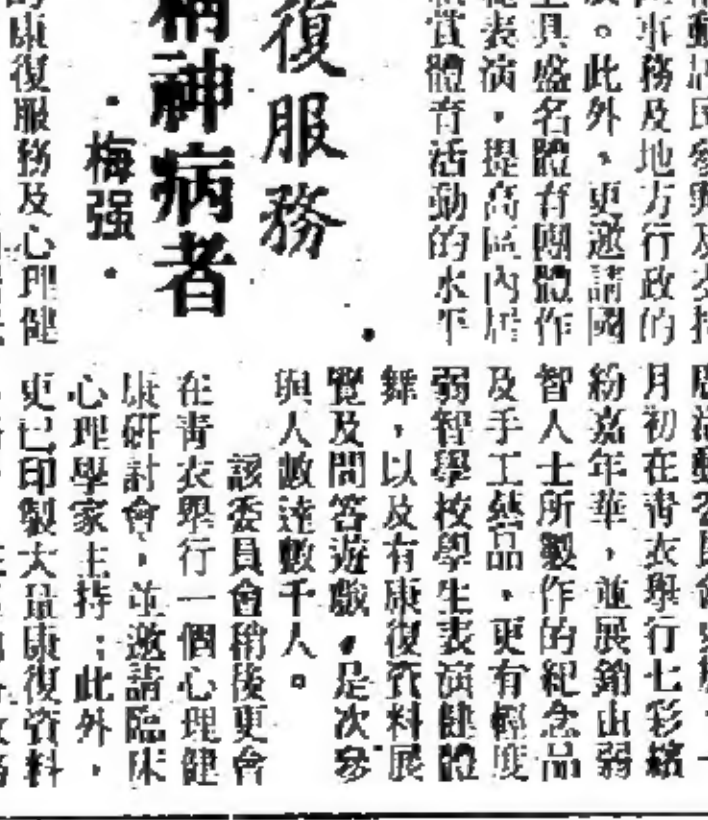 事務及地方行政的
。此外,更邀請國
具盛名體育團體作
表演,提高區內居
賞體育活動的水平
復服務
精神病者
·梅强·
康復服務及心理健
月初在青衣舉行七彩繽
紛嘉年華,並展銷由弱
智人士所製作的紀念品
及手工藝品,更有輕度
弱智學校學生表演健體
舞,以及有康復資料展
覽及問答遊戲,是次參
與人數達數千人。
該委員會稍後更會
在青衣舉行一個心理健
康研討會,並邀請臨床
心理學家主持;此外,
更已印製大量康復資料